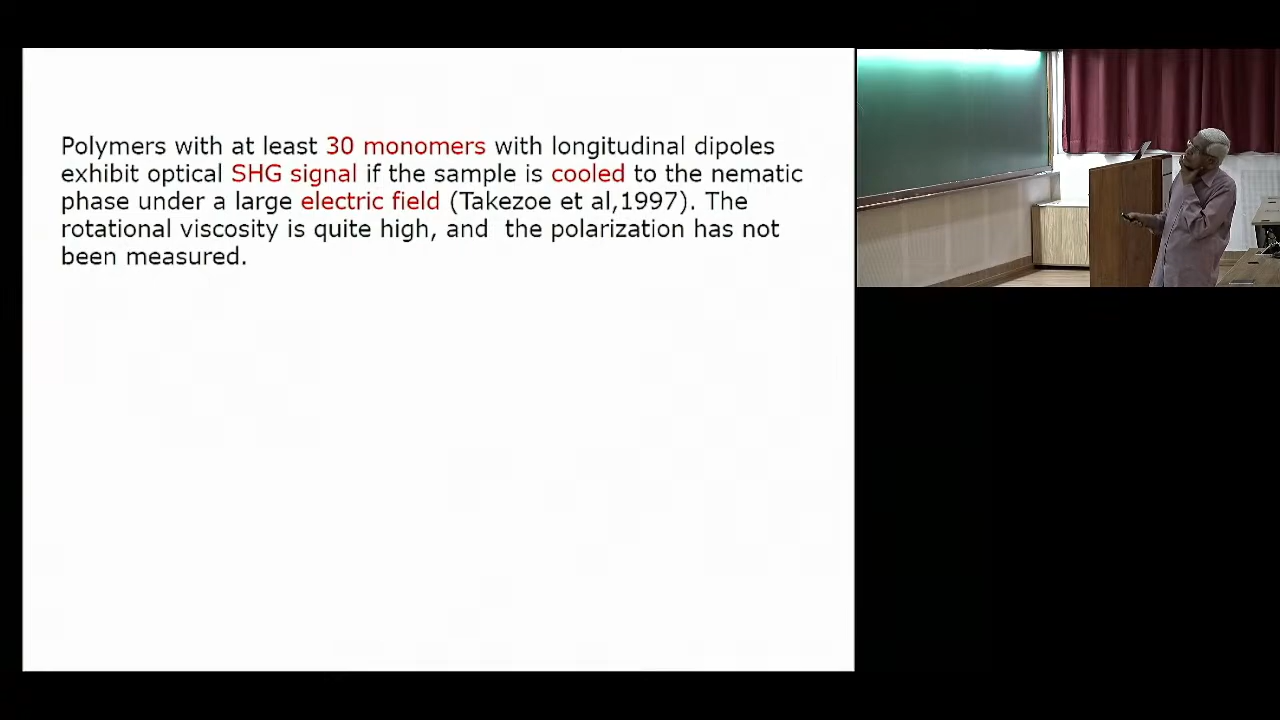 Polymers with at least 30 monomers with longitudinal dipoles
exhibit optical SHG signal if the sample is cooled to the nematic
phase under a large electric field (Takezoe et al,1997). The
rotational viscosity is quite high, and  the polarization has not
been measured.